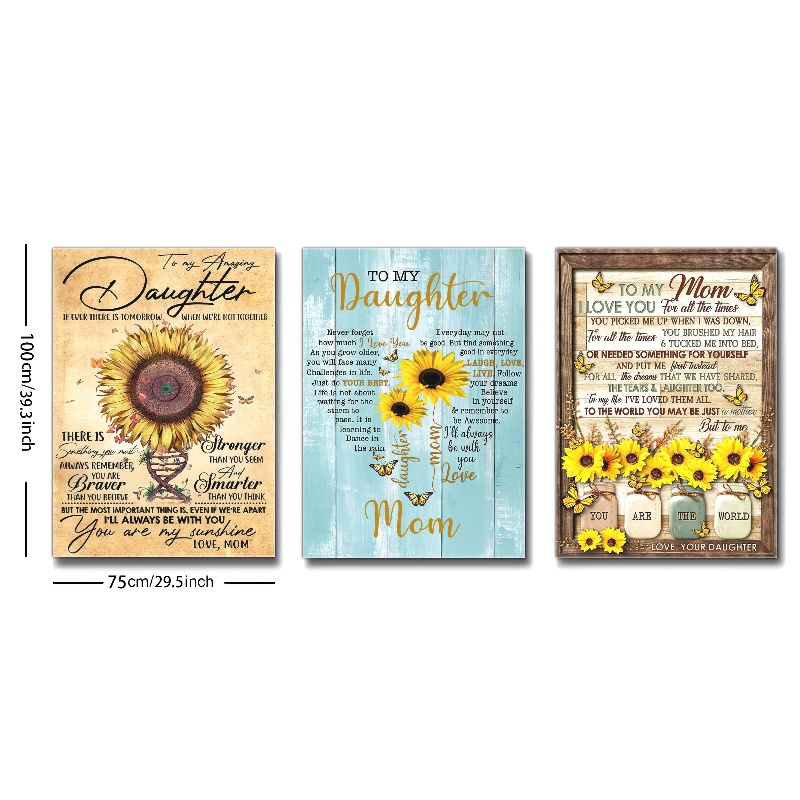 100cm/39.3inch
75cm/29.5inch
To my Amazing
Daughter
IF EVER THERE IS TOMORROW, WHEN WE'RE NOT TOGETHER
THERE IS
Something you must
ALWAYS REMEMBER,
YOU ARE
Braver
THAN YOU BELIEVE
Stronger
THAN YOU SEEM
And
Smarter
THAN YOU THINK
BUT THE MOST IMPORTANT THING IS, EVEN IF WE'RE APART
I'LL ALWAYS BE WITH YOU
You are my sunshine
LOVE, MOM
TO MY
Daughter
Never forget
how much I Love You
As you grow older,
you will face many
Challenges in life.
Just do YOUR BEST.
Life is not about
waiting for the
storm to
pass. It is
learning to
Dance in
the rain
Everyday may not
be good. But find something
good in everyday
LAUGH, LOVE,
LIVE. Follow
your dreams
Believe
in yourself
& remember to
be Awesome.
I'll always
be with
you
Love
daughter
mom
Mom
TO MY Mom
I LOVE YOU For all the times
YOU PICKED ME UP WHEN I WAS DOWN,
For all the times YOU BRUSHED MY HAIR
& TUCKED ME INTO BED,
OR NEEDED SOMETHING FOR YOURSELF
AND PUT ME first instead
FOR ALL the dreams THAT WE HAVE SHARED,
THE TEARS & LAUGHTER TOO.
In my life I'VE LOVED THEM ALL.
TO THE WORLD YOU MAY BE JUST a mother
But to me
YOU ARE THE WORLD
LOVE, YOUR DAUGHTER